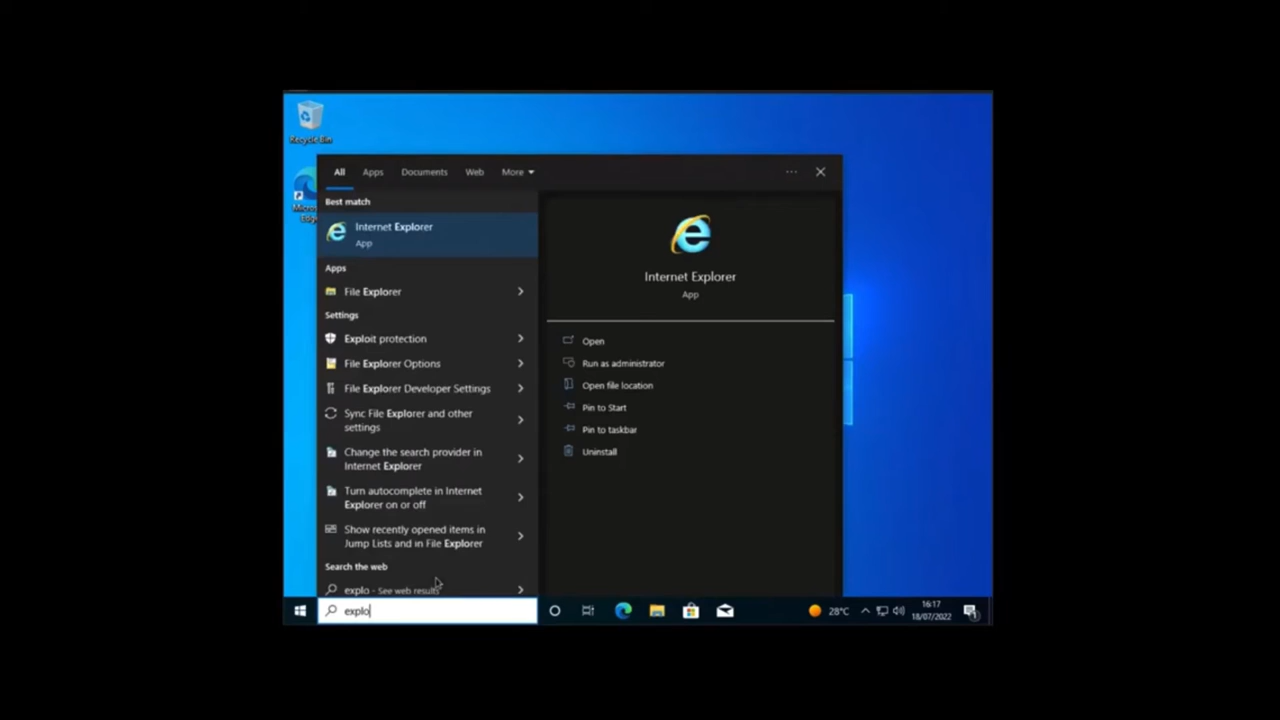 Recycle Bin
Micros
Edge
All Apps Documents Web More
Best match
Internet Explorer
App
Apps
File Explorer
Settings
Exploit protection
File Explorer Options
File Explorer Developer Settings
Sync File Explorer and other
settings
Change the search provider in
Internet Explorer
Turn autocomplete in Internet
Explorer on or off
Show recently opened items in
Jump Lists and in File Explorer
Search the web
explo - See web results
explo
Internet Explorer
App
Open
Run as administrator
Open file location
Pin to Start
Pin to taskbar
Uninstall
28°C
16:17
18/07/2022
1